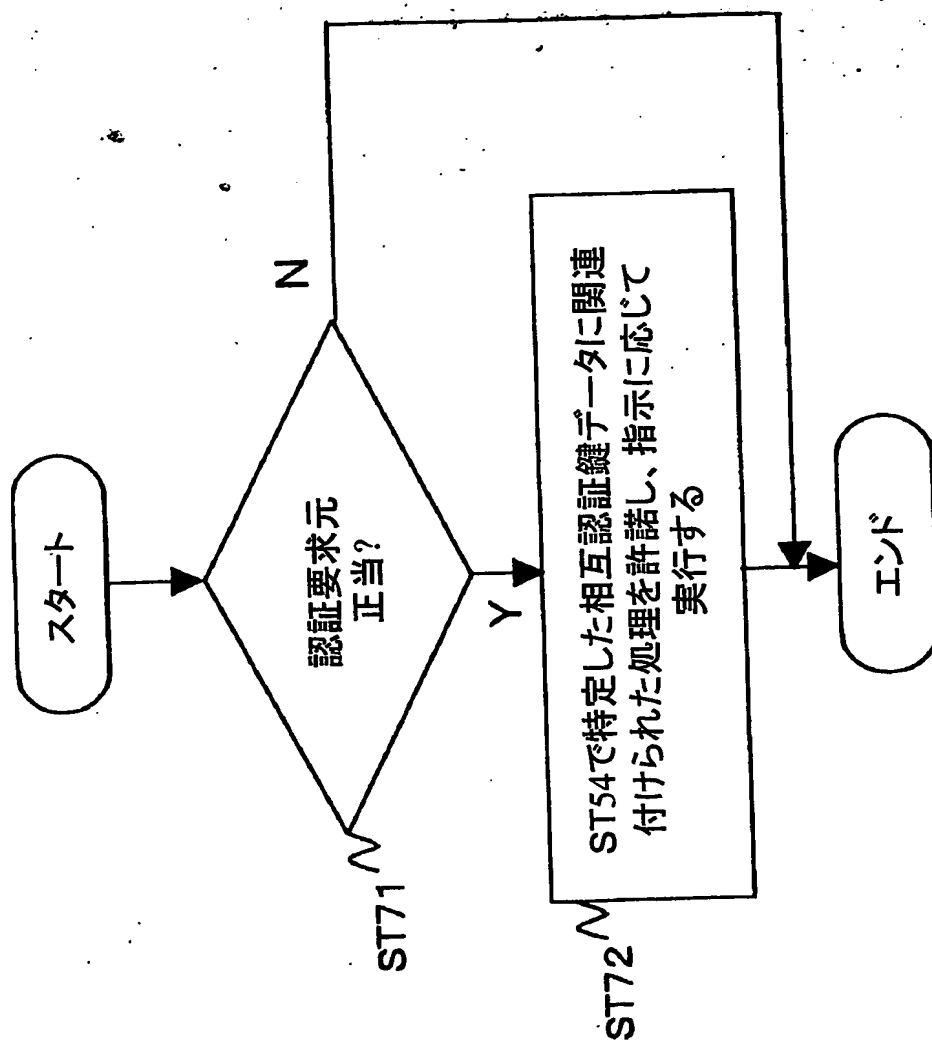 スタート
認証要求元
正当?
N
Y
ST71
ST54で特定した相互認証鍵データに関連
付けられた処理を許諾し、指示に応じて
実行する
ST72
エンド